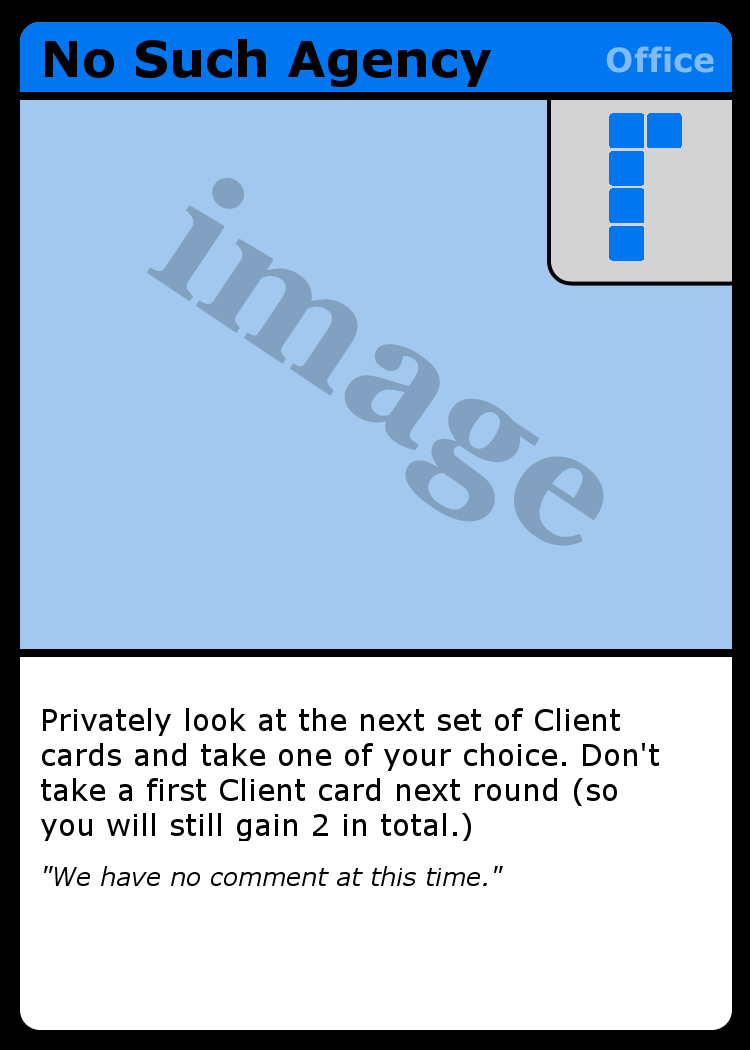 No Such Agency
Office
image
Privately look at the next set of Client
cards and take one of your choice. Don't
take a first Client card next round (so
you will still gain 2 in total.)
"We have no comment at this time."